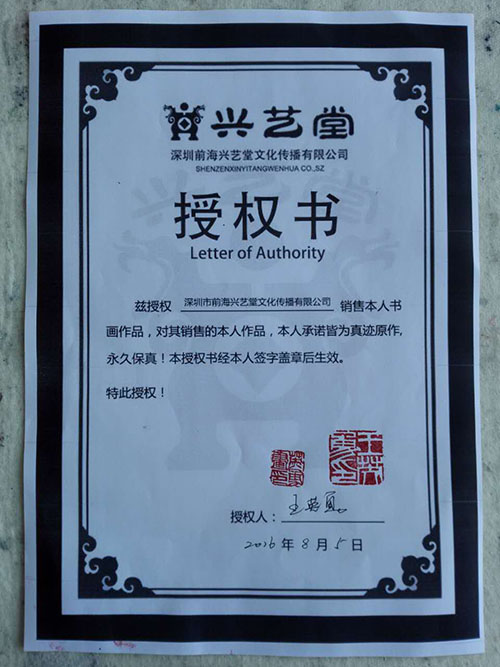 兴艺堂
深圳前海兴艺堂文化传播有限公司
SHENZENXINYITANGWENHUA CO.,SZ
授权书
Letter of Authority
兹授权 深圳市前海兴艺堂文化传播有限公司 销售本人书
画作品，对其销售的本人作品，本人承诺皆为真迹原作，
永久保真！本授权书经本人签字盖章后生效。
特此授权！
授权人：
2016年8月5日